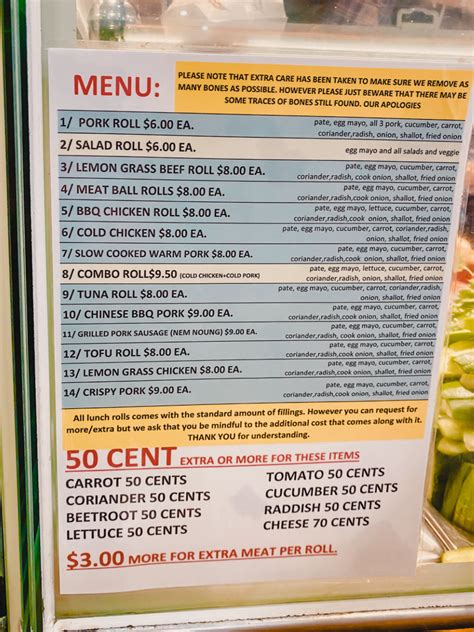 MENU:
PLEASE NOTE THAT EXTRA CARE HAS BEEN TAKEN TO MAKE SURE WE REMOVE AS
MANY BONES AS POSSIBLE. HOWEVER PLEASE JUST BEWARE THAT THERE MAY BE
SOME TRACES OF BONES STILL FOUND. OUR APOLOGIES
1/ PORK ROLL $6.00 EA.
pate, egg mayo, all 3 pork, cucumber, carrot,
coriander,radish, onion, shallot, fried onion
2/ SALAD ROLL $6.00 EA.
egg mayo and all salads and veggie
3/ LEMON GRASS BEEF ROLL $8.00 EA.
pate, egg mayo, cucumber, carrot,
coriander,radish,cook onion, shallot, fried onion
4/ MEAT BALL ROLLS $8.00 EA.
pate, egg mayo, cucumber, carrot,
coriander,radish,cook onion, shallot, fried onion
5/ BBQ CHICKEN ROLL $8.00 EA.
pate, egg mayo, lettuce, cucumber, carrot,
coriander,radish,cook onion, shallot, fried onion
6/ COLD CHICKEN $8.00 EA.
pate, egg mayo, cucumber, carrot, coriander,radish,
onion, shallot, fried onion
7/ SLOW COOKED WARM PORK $8.00 EA.
pate, egg mayo, cucumber, carrot,
coriander,radish,cook onion, shallot, fried onion
8/ COMBO ROLL$9.50 (COLD CHICKEN+COLD PORK)
pate, egg mayo, lettuce, cucumber, carrot,
coriander,radish, onion, shallot, fried onion
9/ TUNA ROLL $8.00 EA.
pate, egg mayo, cucumber, carrot, coriander,radish,
onion, shallot, fried onion
10/ CHINESE BBQ PORK $9.00 EA.
pate, egg mayo, cucumber, carrot,
coriander,radish,cook onion, shallot, fried onion
11/ GRILLED PORK SAUSAGE (NEM NOUNG) $9.00 EA.
pate, egg mayo, cucumber, carrot,
coriander,radish,cook onion, shallot, fried onion
12/ TOFU ROLL $8.00 EA.
pate, egg mayo, cucumber, carrot,
coriander,radish,cook onion, shallot, fried onion
13/ LEMON GRASS CHICKEN $8.00 EA.
pate, egg mayo, cucumber, carrot,
coriander,radish,cook onion, shallot, fried onion
14/ CRISPY PORK $9.00 EA.
pate, egg mayo, cucumber, carrot,
coriander,radish,cook onion, shallot, fried onion
All lunch rolls comes with the standard amount of fillings. However you can request for
more/extra but we ask that you be mindful to the additional cost that comes along with it.
THANK YOU for understanding.
50 CENT EXTRA OR MORE FOR THESE ITEMS
CARROT 50 CENTS
CORIANDER 50 CENTS
BEETROOT 50 CENTS
LETTUCE 50 CENTS
TOMATO 50 CENTS
CUCUMBER 50 CENTS
RADDISH 50 CENTS
CHEESE 70 CENTS
$3.00 MORE FOR EXTRA MEAT PER ROLL.